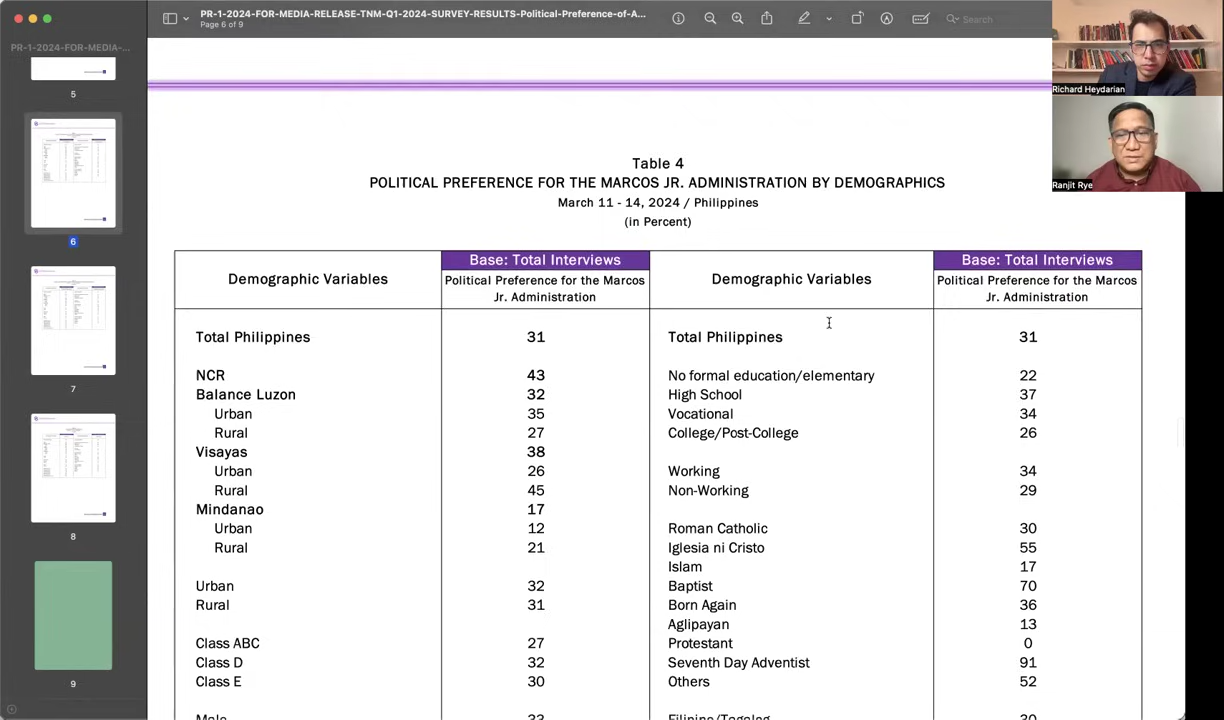 PR-1-2024-FOR-MEDIA-RELEASE-TNM-Q1-2024-SURVEY-RESULTS-Political-Preference-of-A...
Page 6 of 9
Search
PR-1-2024-FOR-MEDIA-...
5
6
7
8
9
Richard Heydarian
Ranjit Rye
Table 4
POLITICAL PREFERENCE FOR THE MARCOS JR. ADMINISTRATION BY DEMOGRAPHICS
March 11 - 14, 2024 / Philippines
(in Percent)
Demographic Variables
Base: Total Interviews
Political Preference for the Marcos
Jr. Administration
Demographic Variables
Base: Total Interviews
Political Preference for the Marcos
Jr. Administration
Total Philippines 31 Total Philippines 31
NCR 43 No formal education/elementary 22
Balance Luzon 32 High School 37
Urban 35 Vocational 34
Rural 27 College/Post-College 26
Visayas 38
Urban 26 Working 34
Rural 45 Non-Working 29
Mindanao 17
Urban 12 Roman Catholic 30
Rural 21 Iglesia ni Cristo 55
Islam 17
Urban 32 Baptist 70
Rural 31 Born Again 36
Aglipayan 13
Class ABC 27 Protestant 0
Class D 32 Seventh Day Adventist 91
Class E 30 Others 52